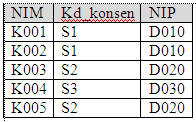 NIM Kd_konsen NIP
K001 S1 D010
K002 S1 D010
K003 S2 D020
K004 S3 D030
K005 S2 D020